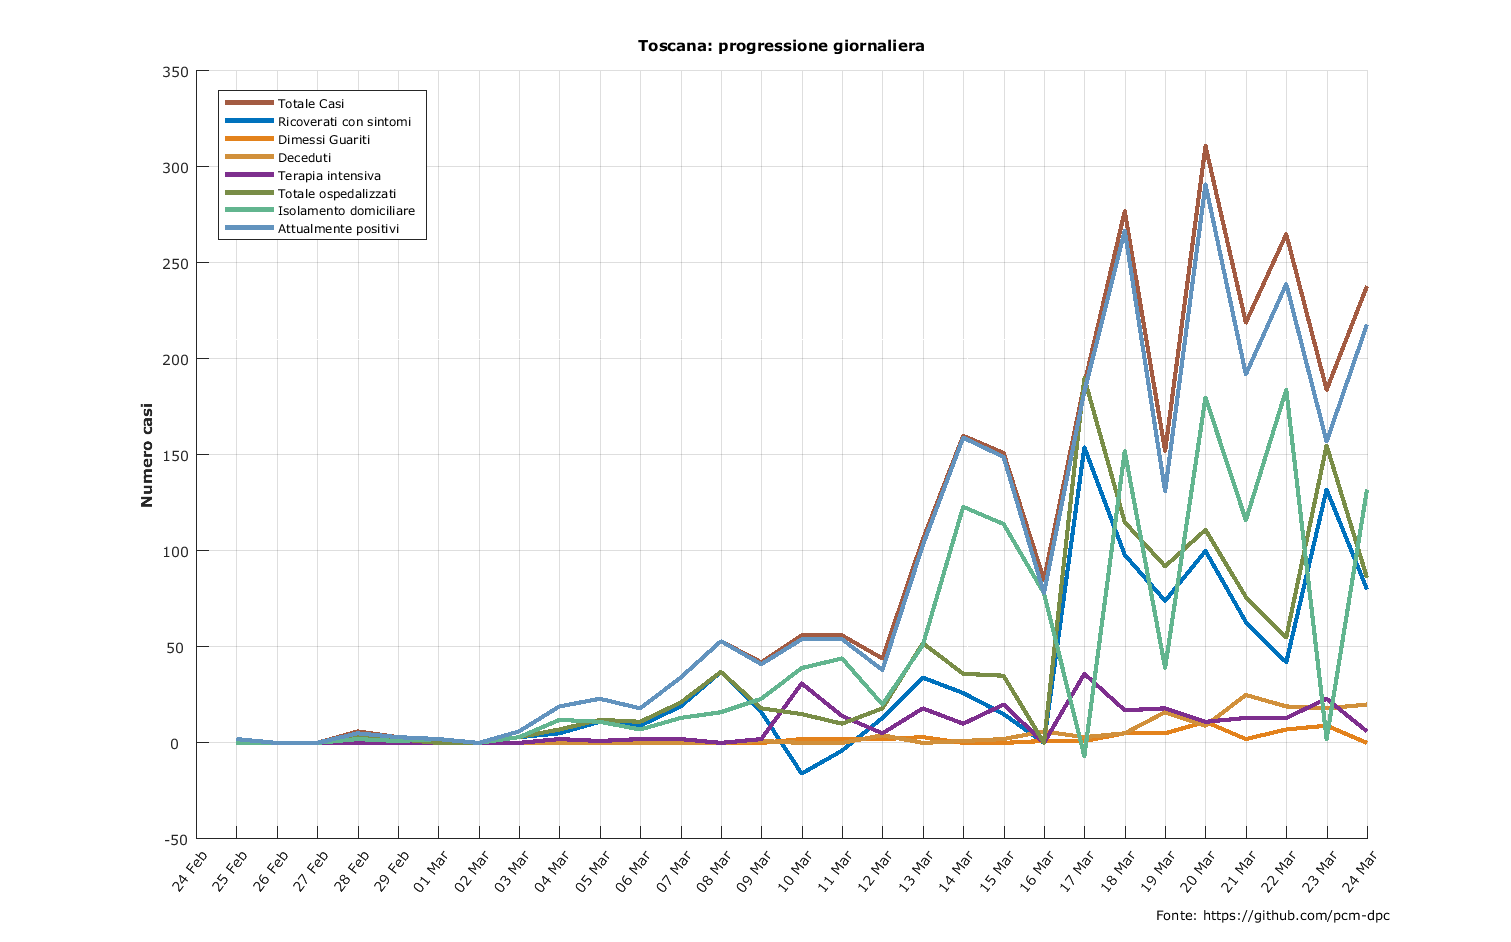 Toscana: progressione giornaliera
350
300
250
200
150
100
50
0
-50
Numero casi
Totale Casi
Ricoverati con sintomi
Dimessi Guariti
Deceduti
Terapia intensiva
Totale ospedalizzati
Isolamento domiciliare
Attualmente positivi
24 Feb
25 Feb
26 Feb
27 Feb
28 Feb
29 Feb
01 Mar
02 Mar
03 Mar
04 Mar
05 Mar
06 Mar
07 Mar
08 Mar
09 Mar
10 Mar
11 Mar
12 Mar
13 Mar
14 Mar
15 Mar
16 Mar
17 Mar
18 Mar
19 Mar
20 Mar
21 Mar
22 Mar
23 Mar
24 Mar
Fonte: https://github.com/pcm-dpc